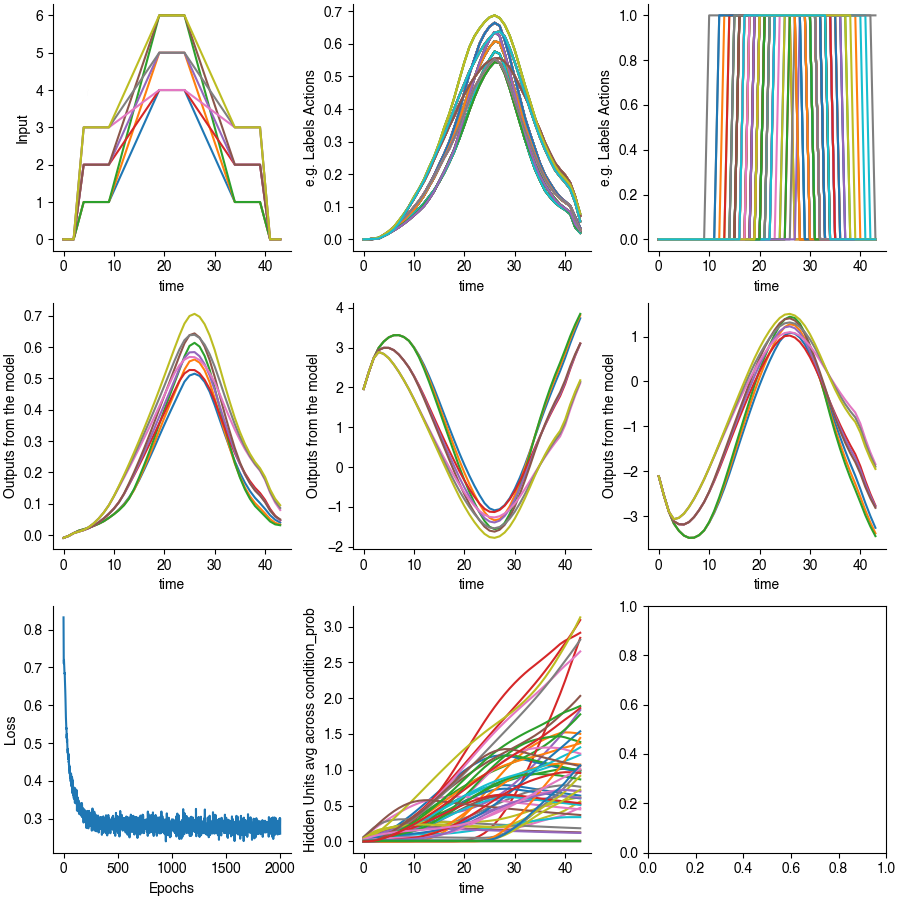 6
5
4
3
2
1
0
Input
0 10 20 30 40
time
0.7
0.6
0.5
0.4
0.3
0.2
0.1
0.0
e.g. Labels Actions
0 10 20 30 40
time
1.0
0.8
0.6
0.4
0.2
0.0
e.g. Labels Actions
0 10 20 30 40
time
0.7
0.6
0.5
0.4
0.3
0.2
0.1
0.0
Outputs from the model
0 10 20 30 40
time
4
3
2
1
0
−1
−2
Outputs from the model
0 10 20 30 40
time
1
0
−1
−2
−3
Outputs from the model
0 10 20 30 40
time
0.8
0.7
0.6
0.5
0.4
0.3
Loss
0 500 1000 1500 2000
Epochs
3.0
2.5
2.0
1.5
1.0
0.5
0.0
Hidden Units avg across condition_prob
0 10 20 30 40
time
1.0
0.8
0.6
0.4
0.2
0.0
0.0 0.2 0.4 0.6 0.8 1.0